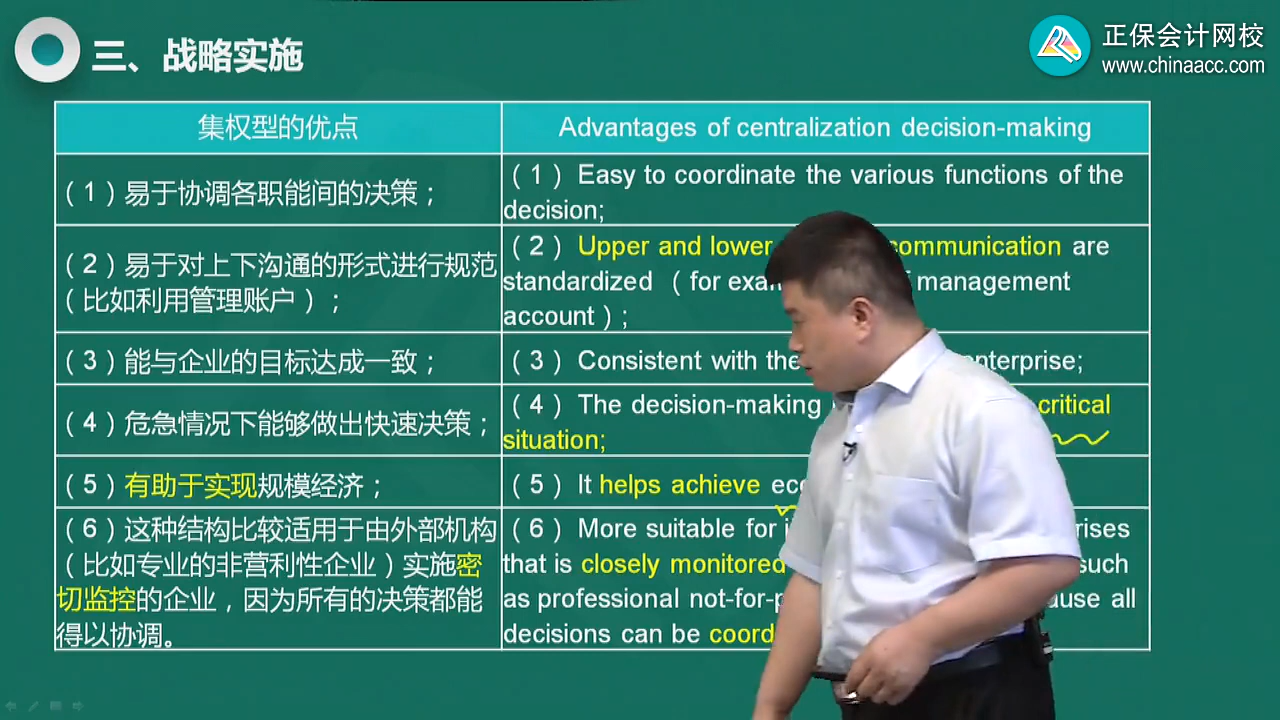 三、战略实施
正保会计网校
www.chinaacc.com
集权型的优点
Advantages of centralization decision-making
（1）易于协调各职能间的决策；
（1） Easy to coordinate the various functions of the
decision;
（2）易于对上下沟通的形式进行规范
（比如利用管理账户）；
（2） Upper and lower communication are
standardized （for management
account）;
（3）能与企业的目标达成一致；
（3） Consistent with the enterprise;
（4）危急情况下能够做出快速决策；
（4） The decision-making critical
situation;
（5）有助于实现规模经济；
（5） It helps achieve
（6）这种结构比较适用于由外部机构
（比如专业的非营利性企业）实施密
切监控的企业，因为所有的决策都能
得以协调。
（6） More suitable for
that is closely monitored such
as professional all
decisions can be